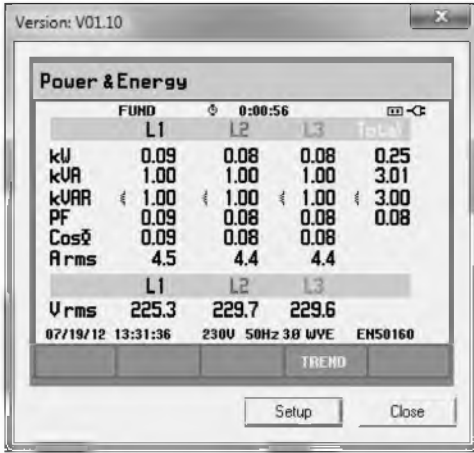 Version: V01.10
Power & Energy
FUND 0:00:56
L1 L2 L3 Total
kW 0.09 0.08 0.08 0.25
kVA 1.00 1.00 1.00 3.01
kVAR 1.00 1.00 1.00 3.00
PF 0.09 0.08 0.08 0.08
CosΦ 0.09 0.08 0.08
A rms 4.5 4.4 4.4
L1 L2 L3
V rms 225.3 229.7 229.6
07/19/12 13:31:36 230V 50Hz 3Ø WYE EN50160
TREND
Setup Close